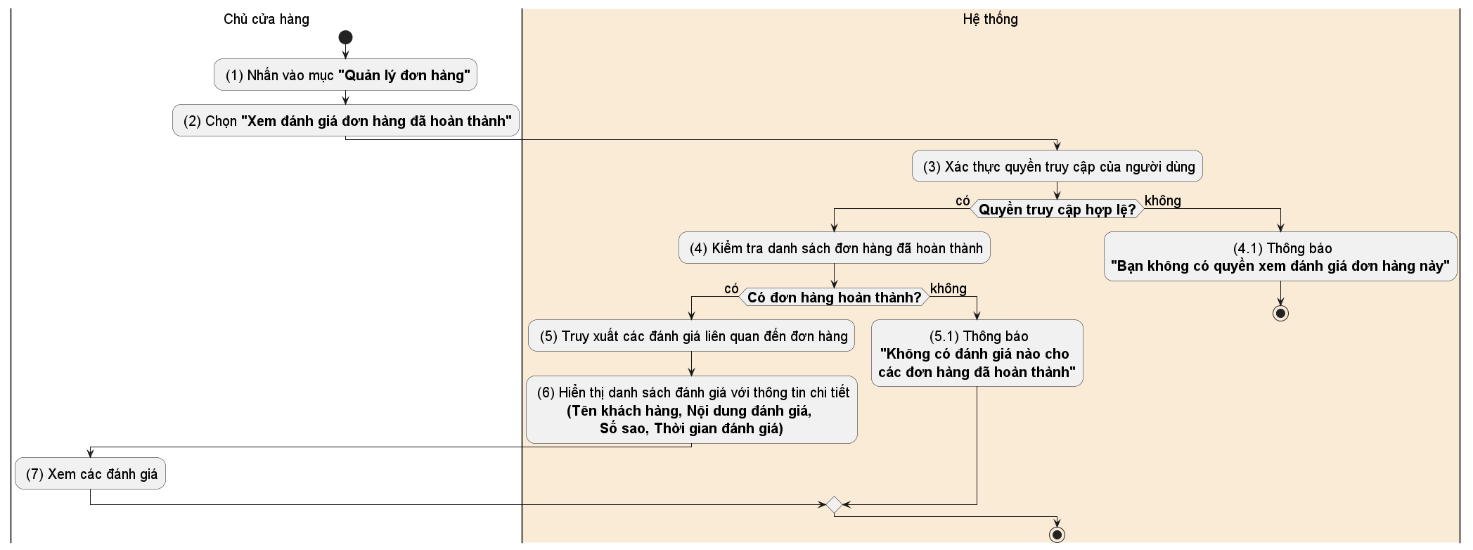 Chủ cửa hàng
Hệ thống
(1) Nhấn vào mục "Quản lý đơn hàng"
(2) Chọn "Xem đánh giá đơn hàng đã hoàn thành"
(3) Xác thực quyền truy cập của người dùng
có
Quyền truy cập hợp lệ?
không
(4) Kiểm tra danh sách đơn hàng đã hoàn thành
(4.1) Thông báo
"Bạn không có quyền xem đánh giá đơn hàng này"
có
Có đơn hàng hoàn thành?
không
(5) Truy xuất các đánh giá liên quan đến đơn hàng
(5.1) Thông báo
"Không có đánh giá nào cho
các đơn hàng đã hoàn thành"
(6) Hiển thị danh sách đánh giá với thông tin chi tiết
(Tên khách hàng, Nội dung đánh giá,
Số sao, Thời gian đánh giá)
(7) Xem các đánh giá